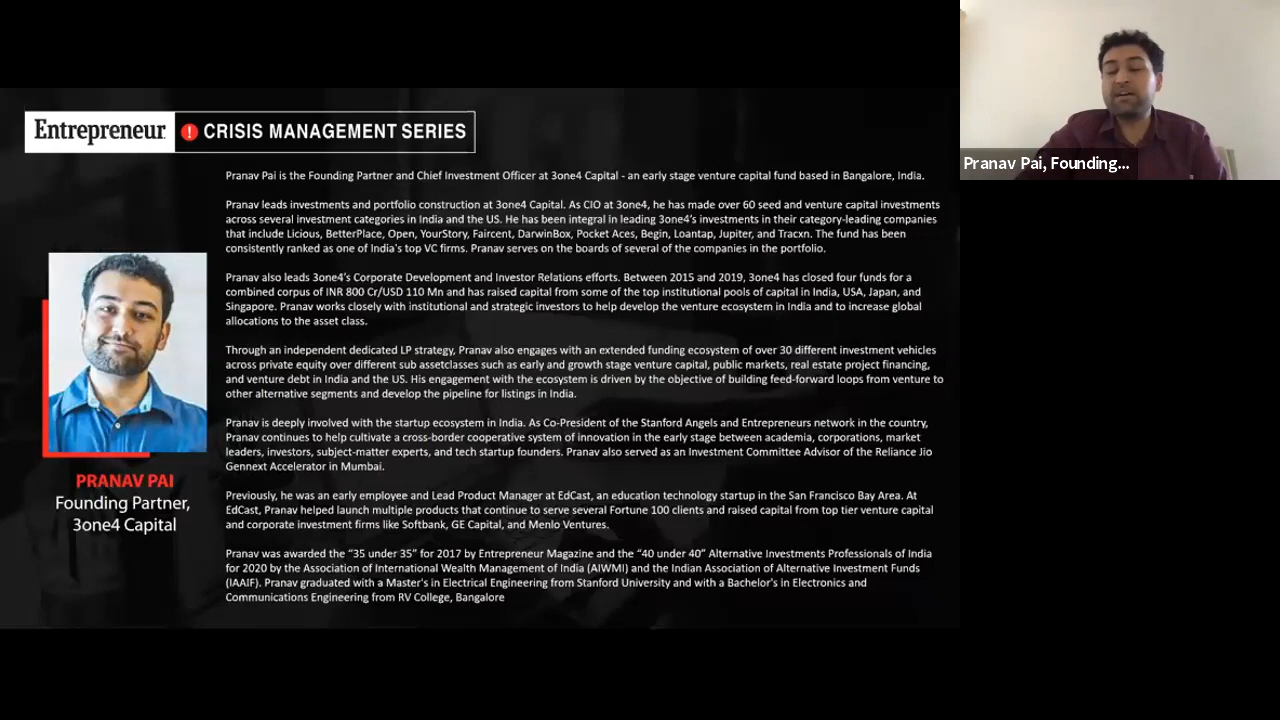 Entrepreneur ! CRISIS MANAGEMENT SERIES
Pranav Pai is the Founding Partner and Chief Investment Officer at 3one4 Capital - an early stage venture capital fund based in Bangalore, India.
Pranav leads investments and portfolio construction at 3one4 Capital. As CIO at 3one4, he has made over 60 seed and venture capital investments
across several investment categories in India and the US. He has been integral in leading 3one4's investments in their category-leading companies
that include Licious, BetterPlace, Open, YourStory, Faircent, DarwinBox, Pocket Aces, Begin, Loantap, Jupiter, and Tracxn. The fund has been
consistently ranked as one of India's top VC firms. Pranav serves on the boards of several of the companies in the portfolio.
Pranav also leads 3one4's Corporate Development and Investor Relations efforts. Between 2015 and 2019, 3one4 has closed four funds for a
combined corpus of INR 800 Cr/USD 110 Mn and has raised capital from some of the top institutional pools of capital in India, USA, Japan, and
Singapore. Pranav works closely with institutional and strategic investors to help develop the venture ecosystem in India and to increase global
allocations to the asset class.
Through an independent dedicated LP strategy, Pranav also engages with an extended funding ecosystem of over 30 different investment vehicles
across private equity over different sub assetclasses such as early and growth stage venture capital, public markets, real estate project financing,
and venture debt in India and the US. His engagement with the ecosystem is driven by the objective of building feed-forward loops from venture to
other alternative segments and develop the pipeline for listings in India.
Pranav is deeply involved with the startup ecosystem in India. As Co-President of the Stanford Angels and Entrepreneurs network in the country,
Pranav continues to help cultivate a cross-border cooperative system of innovation in the early stage between academia, corporations, market
leaders, investors, subject-matter experts, and tech startup founders. Pranav also served as an Investment Committee Advisor of the Reliance Jio
Gennext Accelerator in Mumbai.
Previously, he was an early employee and Lead Product Manager at EdCast, an education technology startup in the San Francisco Bay Area. At
EdCast, Pranav helped launch multiple products that continue to serve several Fortune 100 clients and raised capital from top tier venture capital
and corporate investment firms like Softbank, GE Capital, and Menlo Ventures.
Pranav was awarded the "35 under 35" for 2017 by Entrepreneur Magazine and the "40 under 40" Alternative Investments Professionals of India
for 2020 by the Association of International Wealth Management of India (AIWMI) and the Indian Association of Alternative Investment Funds
(IAAIF). Pranav graduated with a Master's in Electrical Engineering from Stanford University and with a Bachelor's in Electronics and
Communications Engineering from RV College, Bangalore
PRANAV PAI
Founding Partner,
3one4 Capital
Pranav Pai, Founding...